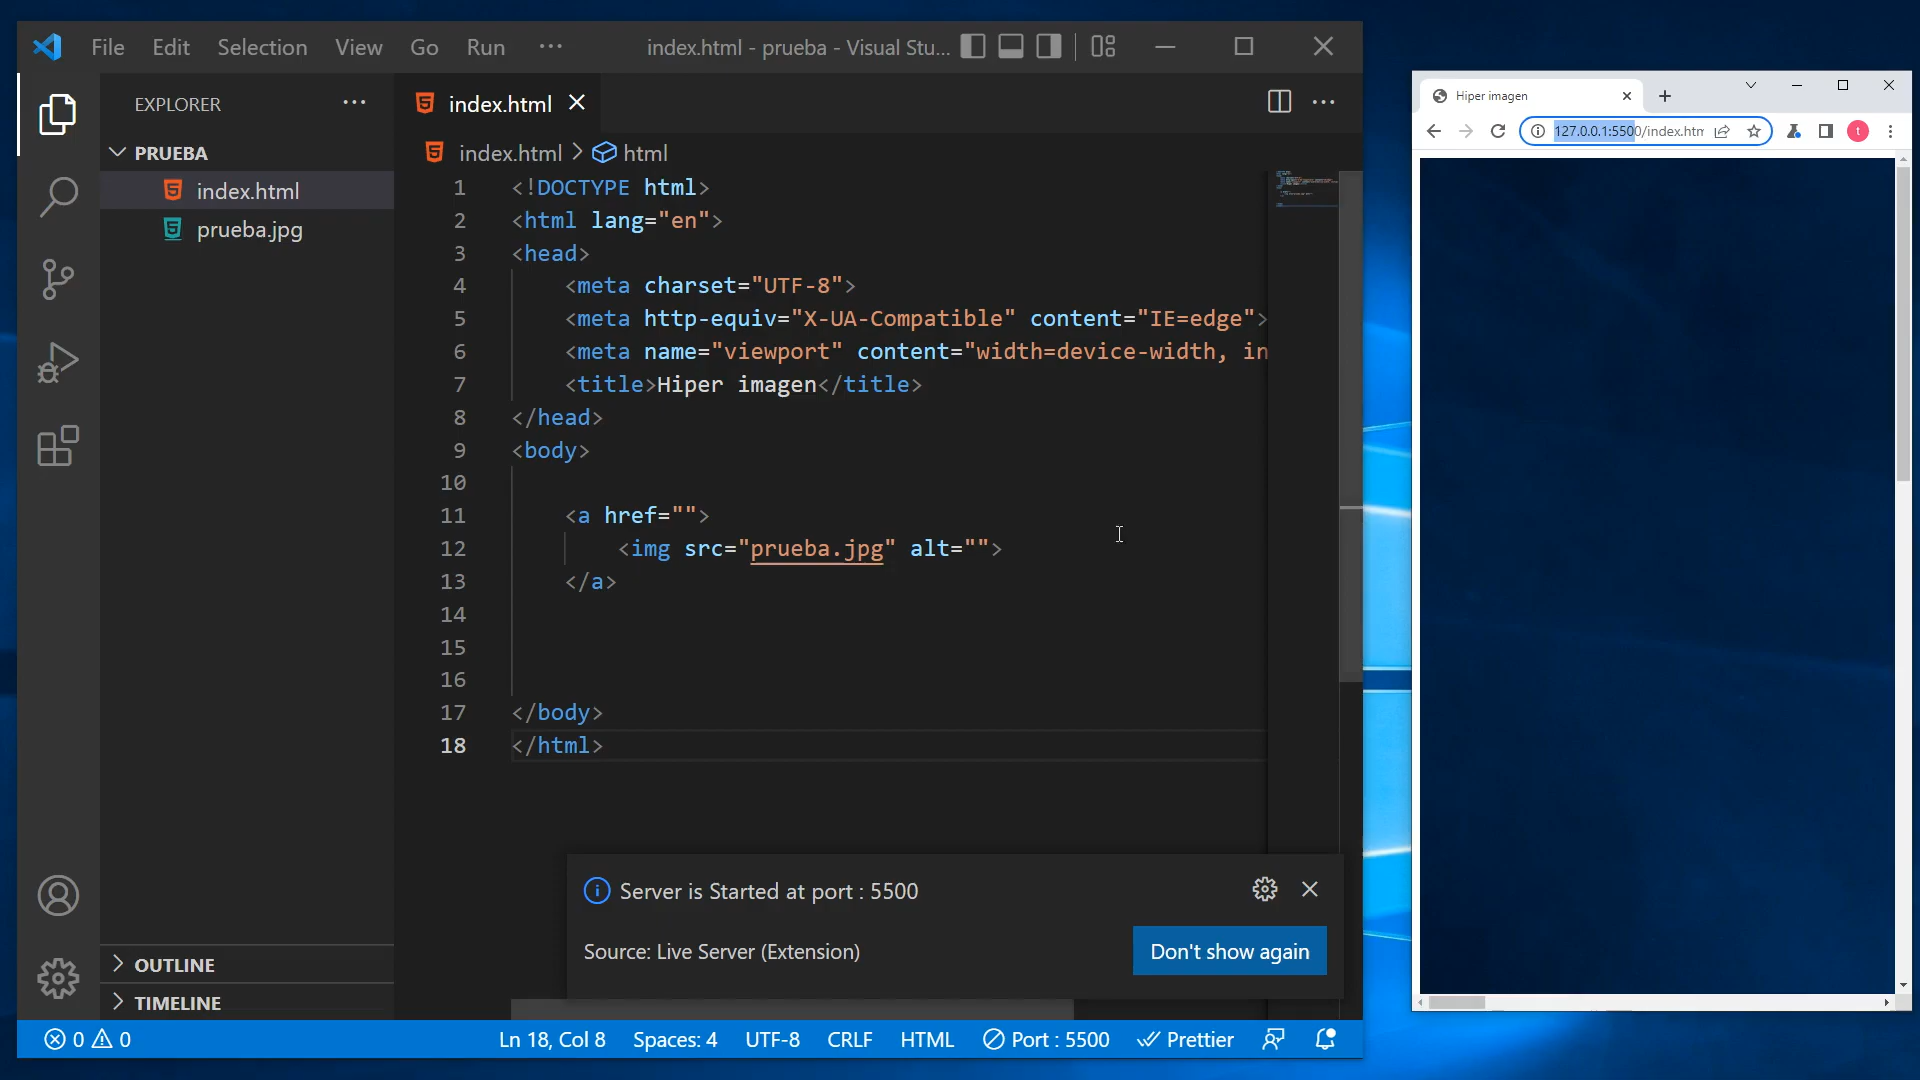 File Edit Selection View Go Run ··· index.html - prueba - Visual Stu...
EXPLORER ···
PRUEBA
index.html
prueba.jpg
OUTLINE
TIMELINE
index.html
index.html > html
1 <!DOCTYPE html>
2 <html lang="en">
3 <head>
4 <meta charset="UTF-8">
5 <meta http-equiv="X-UA-Compatible" content="IE=edge">
6 <meta name="viewport" content="width=device-width, in
7 <title>Hiper imagen</title>
8 </head>
9 <body>
10
11 <a href="">
12 <img src="prueba.jpg" alt="">
13 </a>
14
15
16
17 </body>
18 </html>
Server is Started at port : 5500
Source: Live Server (Extension) Don't show again
0 0 Ln 18, Col 8 Spaces: 4 UTF-8 CRLF HTML Port : 5500 Prettier
Hiper imagen
127.0.0.1:5500/index.htm t